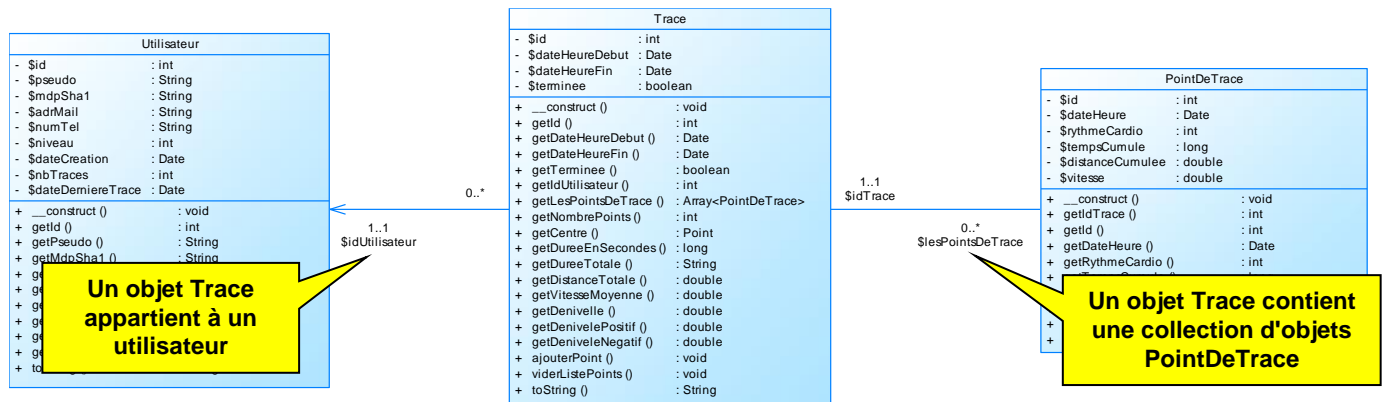 Utilisateur
- $id : int
- $pseudo : String
- $mdpSha1 : String
- $adrMail : String
- $numTel : String
- $niveau : int
- $dateCreation : Date
- $nbTraces : int
- $dateDerniereTrace : Date
+ __construct () : void
+ getId () : int
+ getPseudo () : String
+ getMdpSha1 () : String
Un objet Trace
appartient à un
utilisateur
0..*
1..1
$idUtilisateur
Trace
- $id : int
- $dateHeureDebut : Date
- $dateHeureFin : Date
- $terminee : boolean
+ __construct () : void
+ getId () : int
+ getDateHeureDebut () : Date
+ getDateHeureFin () : Date
+ getTerminee () : boolean
+ getIdUtilisateur () : int
+ getLesPointsDeTrace () : Array<PointDeTrace>
+ getNombrePoints () : int
+ getCentre () : Point
+ getDureeEnSecondes () : long
+ getDureeTotale () : String
+ getDistanceTotale () : double
+ getVitesseMoyenne () : double
+ getDenivelle () : double
+ getDenivelePositif () : double
+ getDeniveleNegatif () : double
+ ajouterPoint () : void
+ viderListePoints () : void
+ toString () : String
1..1
$idTrace
0..*
$lesPointsDeTrace
PointDeTrace
- $id : int
- $dateHeure : Date
- $rythmeCardio : int
- $tempsCumule : long
- $distanceCumulee : double
- $vitesse : double
+ __construct () : void
+ getIdTrace () : int
+ getId () : int
+ getDateHeure () : Date
+ getRythmeCardio () : int
Un objet Trace contient
une collection d'objets
PointDeTrace